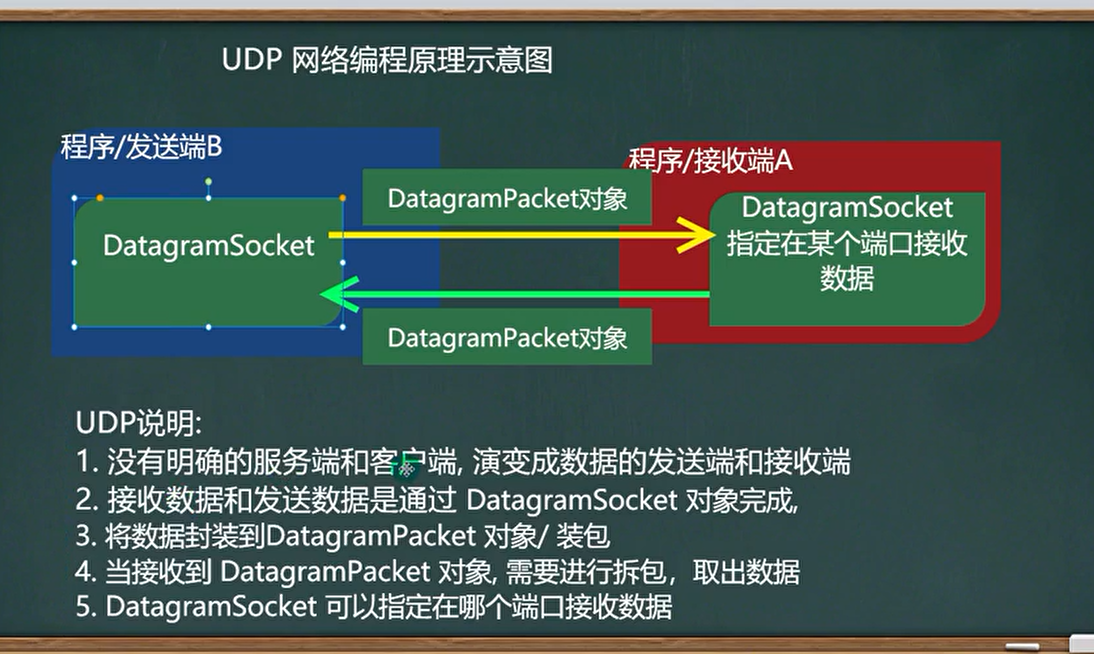 UDP 网络编程原理示意图
程序/发送端B
程序/接收端A
DatagramPacket对象
DatagramSocket
DatagramSocket
指定在某个端口接收
数据
DatagramPacket对象
UDP说明:
1. 没有明确的服务端和客户端, 演变成数据的发送端和接收端
2. 接收数据和发送数据是通过 DatagramSocket 对象完成,
3. 将数据封装到DatagramPacket 对象/ 装包
4. 当接收到 DatagramPacket 对象, 需要进行拆包，取出数据
5. DatagramSocket 可以指定在哪个端口接收数据